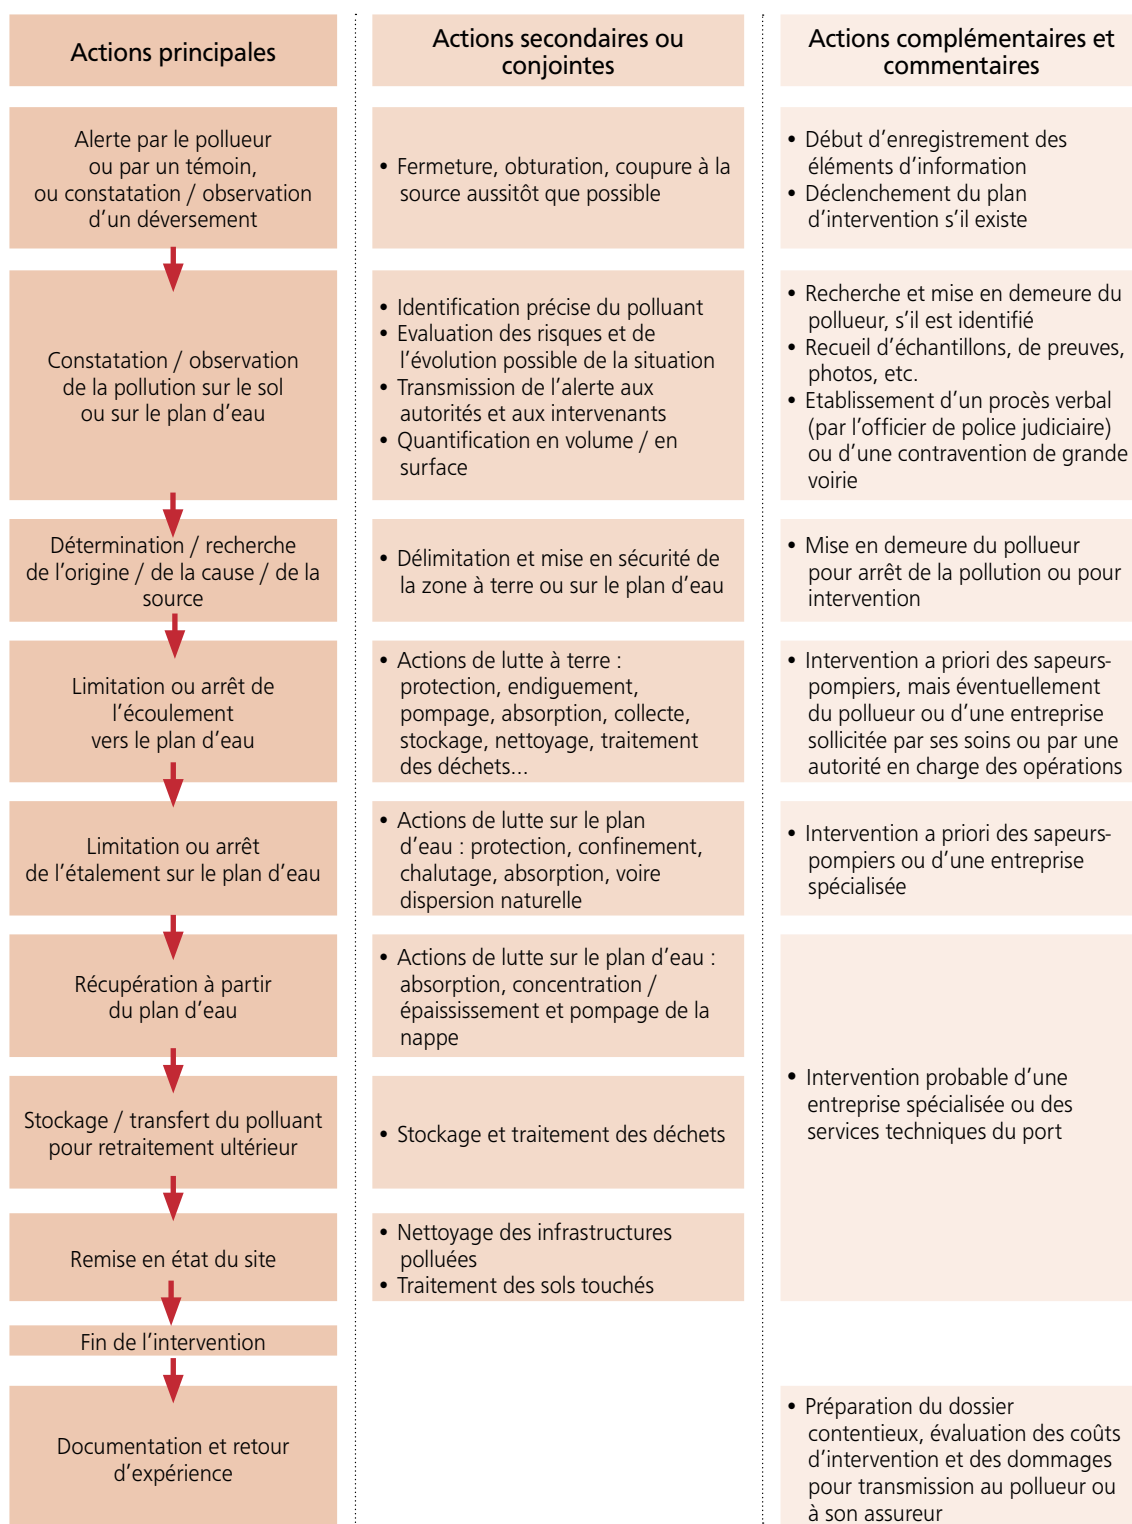 Actions principales
Actions secondaires ou
conjointes
Actions complémentaires et
commentaires
Alerte par le pollueur
ou par un témoin,
ou constatation / observation
d’un déversement
• Fermeture, obturation, coupure à la
source aussitôt que possible
• Début d’enregistrement des
éléments d’information
• Déclenchement du plan
d’intervention s’il existe
Constatation / observation
de la pollution sur le sol
ou sur le plan d’eau
• Identification précise du polluant
• Evaluation des risques et de
l’évolution possible de la situation
• Transmission de l’alerte aux
autorités et aux intervenants
• Quantification en volume / en
surface
• Recherche et mise en demeure du
pollueur, s’il est identifié
• Recueil d’échantillons, de preuves,
photos, etc.
• Etablissement d’un procès verbal
(par l’officier de police judiciaire)
ou d’une contravention de grande
voirie
Détermination / recherche
de l’origine / de la cause / de la
source
• Délimitation et mise en sécurité de
la zone à terre ou sur le plan d’eau
• Mise en demeure du pollueur
pour arrêt de la pollution ou pour
intervention
Limitation ou arrêt de
l’écoulement
vers le plan d’eau
• Actions de lutte à terre :
protection, endiguement,
pompage, absorption, collecte,
stockage, nettoyage, traitement
des déchets...
• Intervention a priori des sapeurs-
pompiers, mais éventuellement
du pollueur ou d’une entreprise
sollicitée par ses soins ou par une
autorité en charge des opérations
Limitation ou arrêt
de l’étalement sur le plan d’eau
• Actions de lutte sur le plan
d’eau : protection, confinement,
chalutage, absorption, voire
dispersion naturelle
• Intervention a priori des sapeurs-
pompiers ou d’une entreprise
spécialisée
Récupération à partir
du plan d’eau
• Actions de lutte sur le plan d’eau :
absorption, concentration /
épaississement et pompage de la
nappe
Stockage / transfert du polluant
pour retraitement ultérieur
• Stockage et traitement des déchets
• Intervention probable d’une
entreprise spécialisée ou des
services techniques du port
Remise en état du site
• Nettoyage des infrastructures
polluées
• Traitement des sols touchés
Fin de l’intervention
Documentation et retour
d’expérience
• Préparation du dossier
contentieux, évaluation des coûts
d’intervention et des dommages
pour transmission au pollueur ou
à son assureur